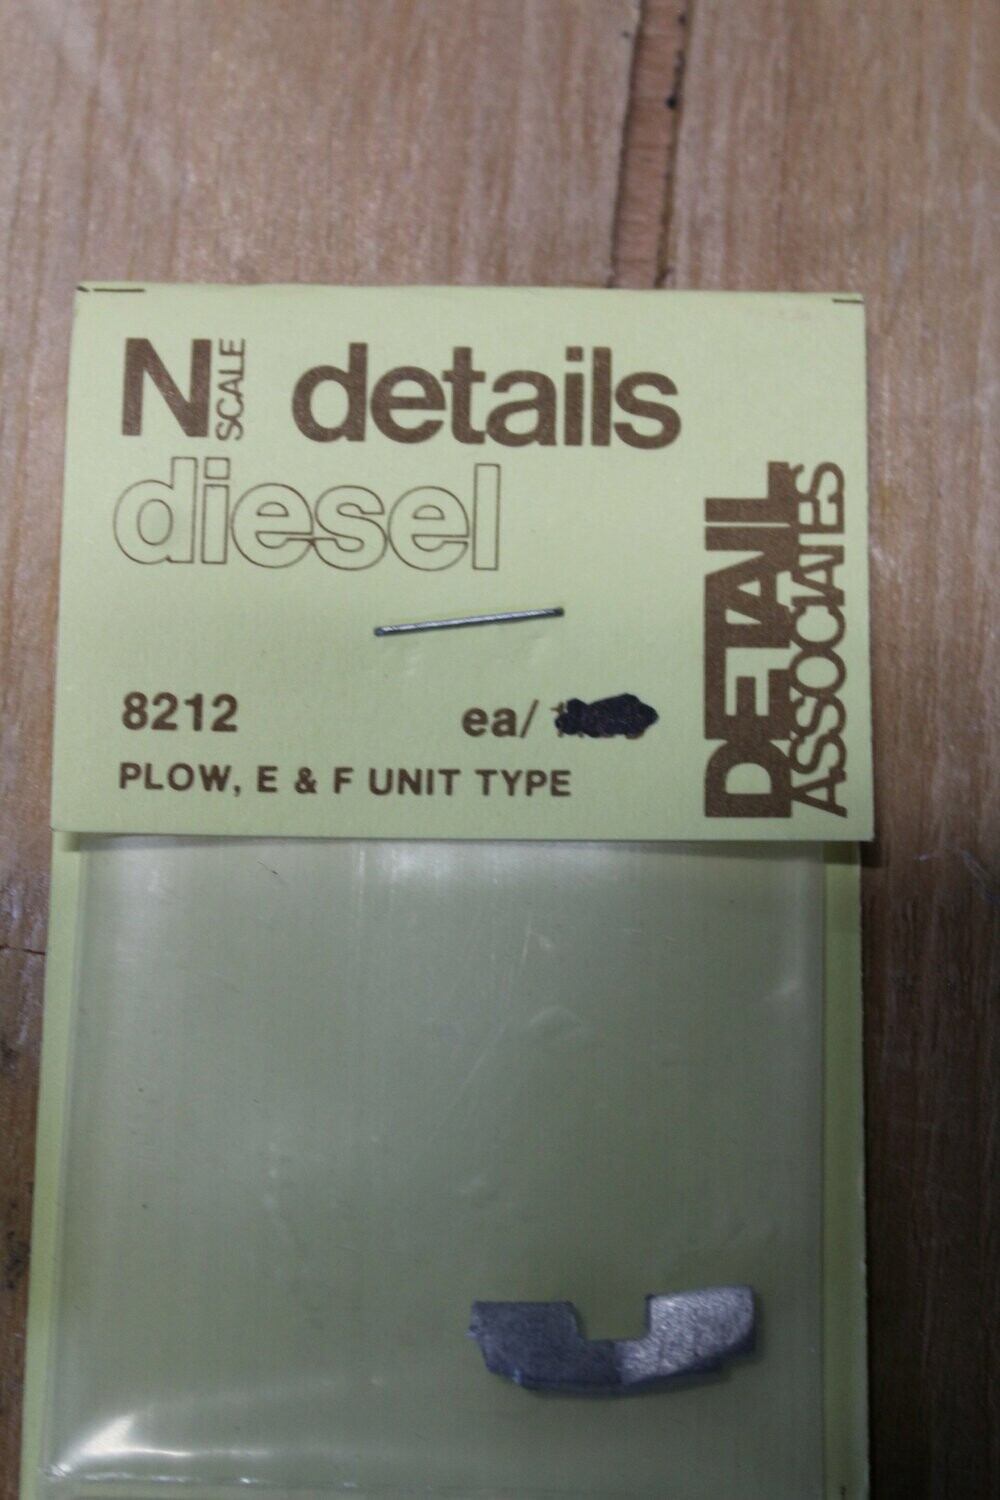 N SCALE details
diesel
8212 ea/
PLOW, E & F UNIT TYPE
DETAIL
ASSOCIATES